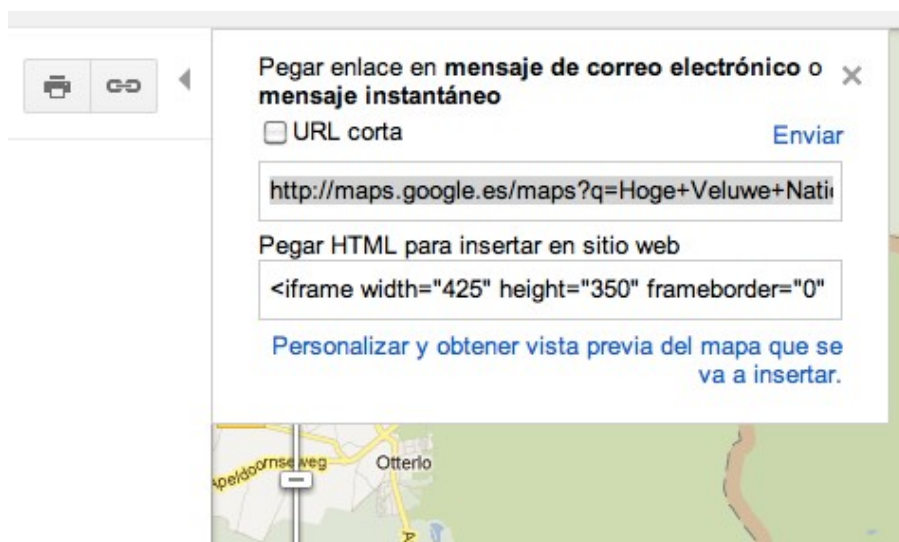 Pegar enlace en mensaje de correo electrónico o
mensaje instantáneo
URL corta
Enviar
http://maps.google.es/maps?q=Hoge+Veluwe+Nati
Pegar HTML para insertar en sitio web
<iframe width="425" height="350" frameborder="0"
Personalizar y obtener vista previa del mapa que se
va a insertar.
Otterlo
Apeldoornseweg